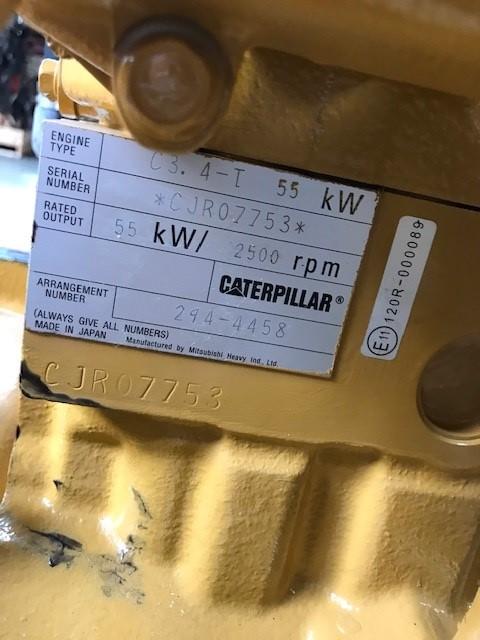 ENGINE TYPE C3.4-T 55 kW
SERIAL NUMBER *CJR07753*
RATED OUTPUT 55 kW/ 2500 rpm
CATERPILLAR®
ARRANGEMENT NUMBER 294-4458
(ALWAYS GIVE ALL NUMBERS)
MADE IN JAPAN Manufactured by Mitsubishi Heavy Ind., Ltd.
E11 120R-000089
CJR07753